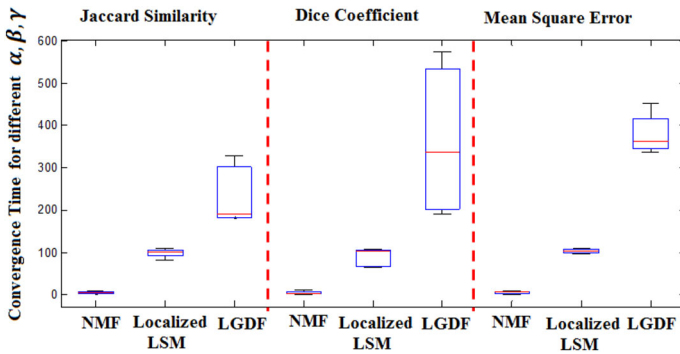 Jaccard Similarity
Dice Coefficient
Mean Square Error
Convergence Time for different α,β,γ
600
500
400
300
200
100
0
NMF
Localized
LSM
LGDF
NMF
Localized
LSM
LGDF
NMF
Localized
LSM
LGDF